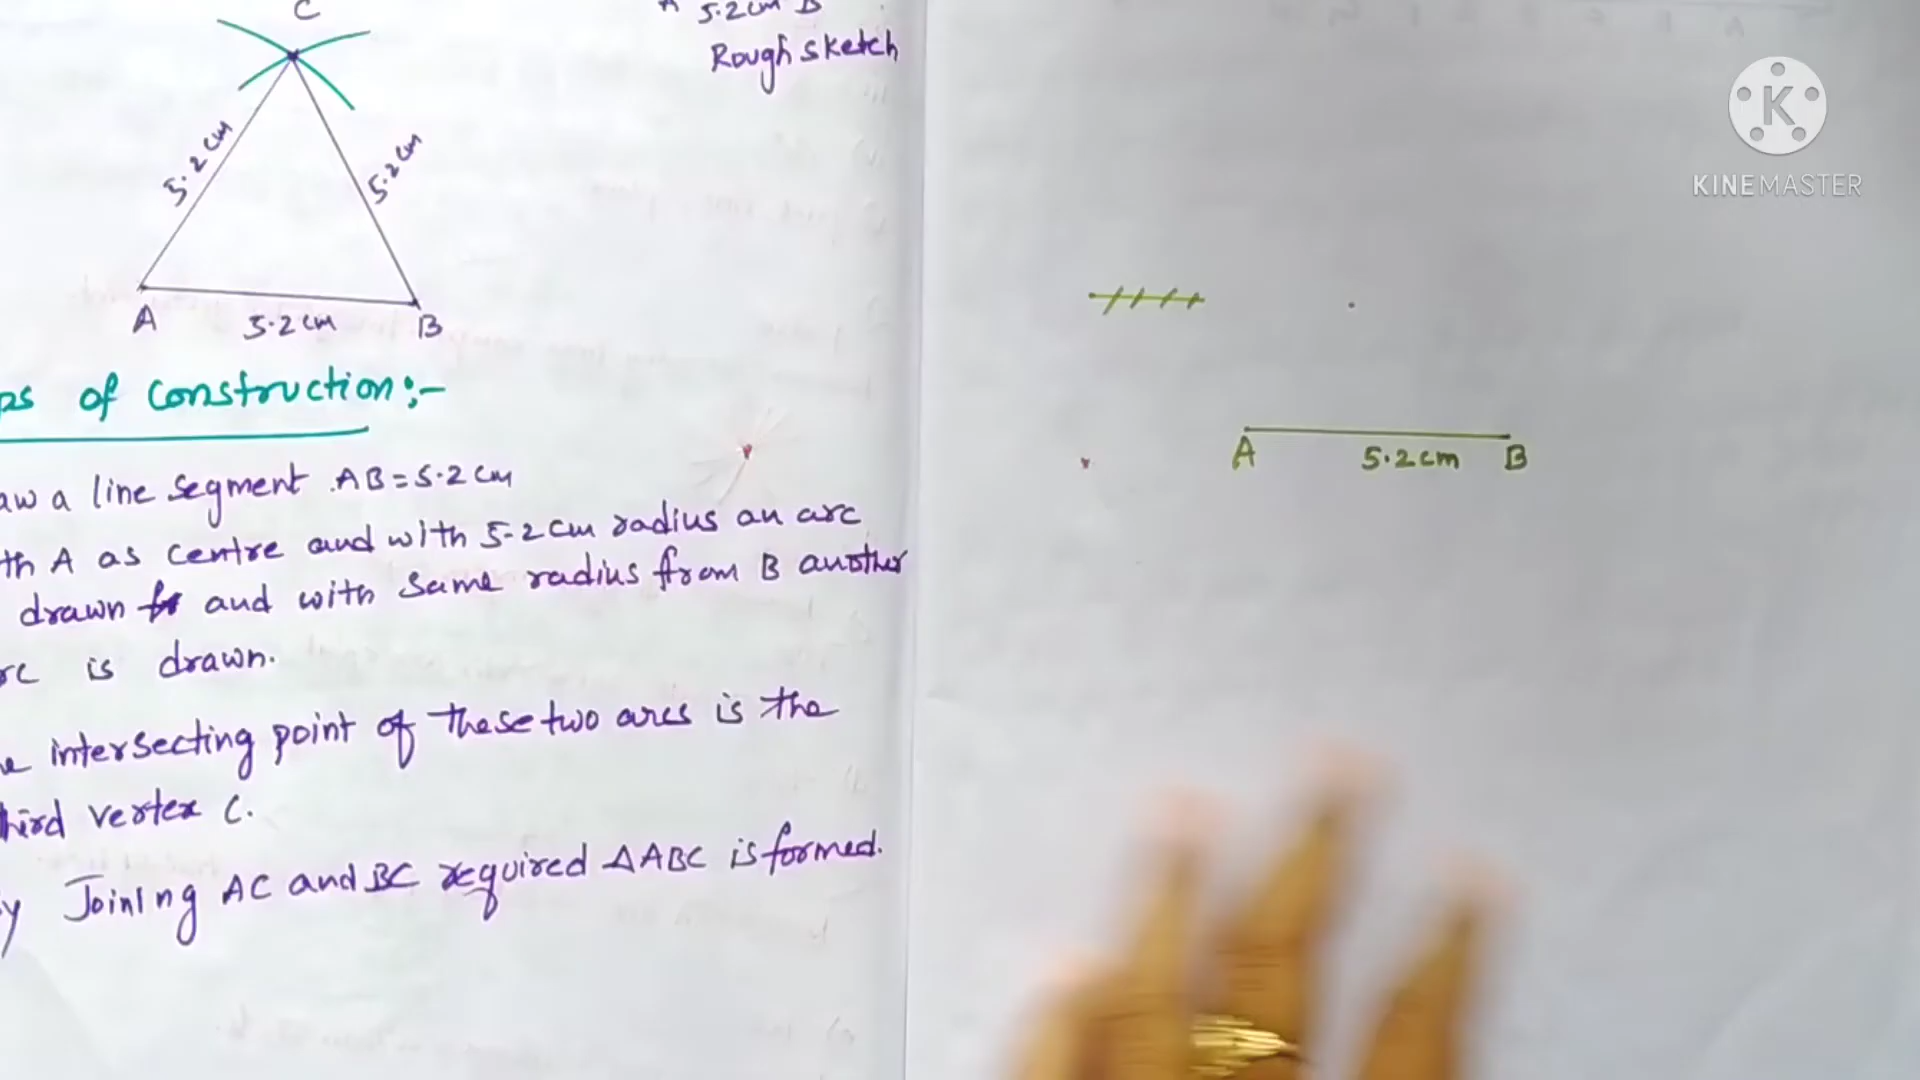 C
A 5.2cm B
Rough sketch
5.2 cm
5.2 cm
A 5.2 cm B
of construction:-
a line segment AB=5.2 cm
A as centre and with 5.2 cm radius an arc
drawn and with same radius from B another
is drawn.
intersecting point of these two arcs is the
vertex C.
Joining AC and BC required ΔABC is formed.
A 5.2cm B
K
KINEMASTER